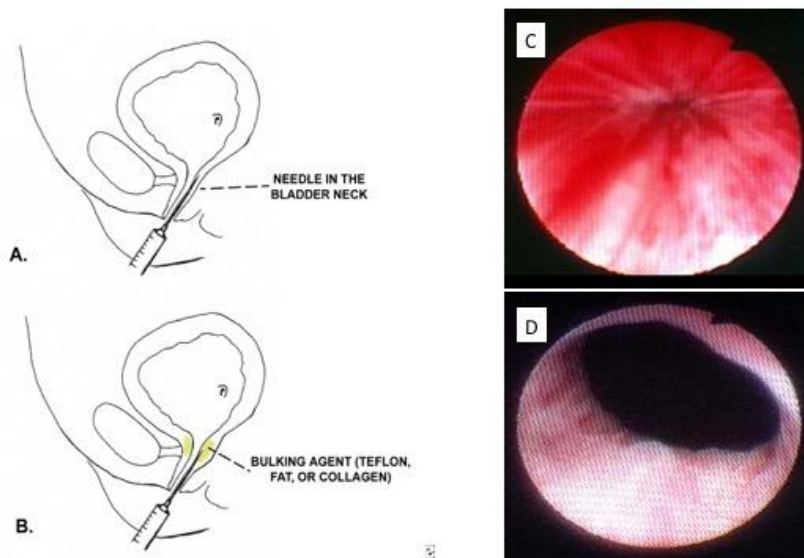 NEEDLE IN THE
BLADDER NECK
A.
BULKING AGENT (TEFLON,
FAT, OR COLLAGEN)
B.
C
D